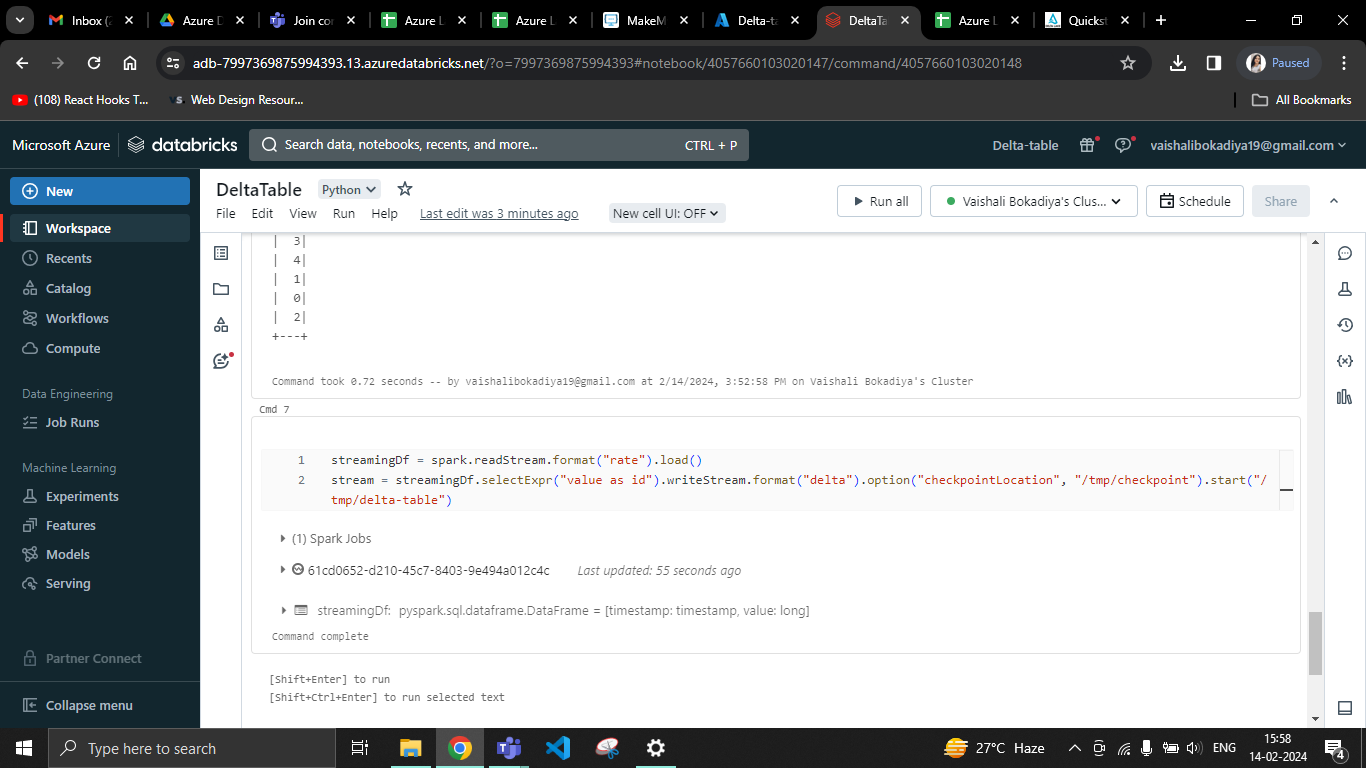 Inbox (2
Azure D
Join cor
Azure L
Azure L
MakeM
Delta-ta
DeltaTa
Azure L
Quickst
adb-7997369875994393.13.azuredatabricks.net/?o=7997369875994393#notebook/4057660103020147/command/4057660103020148
Paused
(108) React Hooks T...
VS
Web Design Resour...
All Bookmarks
Microsoft Azure
databricks
Search data, notebooks, recents, and more...
CTRL + P
Delta-table
vaishalibokadiya19@gmail.com
New
Workspace
Recents
Catalog
Workflows
Compute
Data Engineering
Job Runs
Machine Learning
Experiments
Features
Models
Serving
Partner Connect
Collapse menu
DeltaTable
Python
File Edit View Run Help
Last edit was 3 minutes ago
New cell UI: OFF
Run all
Vaishali Bokadiya's Clus...
Schedule
Share
| 3|
| 4|
| 1|
| 0|
| 2|
+---+
Command took 0.72 seconds -- by vaishalibokadiya19@gmail.com at 2/14/2024, 3:52:58 PM on Vaishali Bokadiya's Cluster
Cmd 7
1 streamingDf = spark.readStream.format("rate").load()
2 stream = streamingDf.selectExpr("value as id").writeStream.format("delta").option("checkpointLocation", "/tmp/checkpoint").start("/
tmp/delta-table")
(1) Spark Jobs
61cd0652-d210-45c7-8403-9e494a012c4c Last updated: 55 seconds ago
streamingDf: pyspark.sql.dataframe.DataFrame = [timestamp: timestamp, value: long]
Command complete
[Shift+Enter] to run
[Shift+Ctrl+Enter] to run selected text
Type here to search
27°C Haze
ENG
15:58
14-02-2024
4